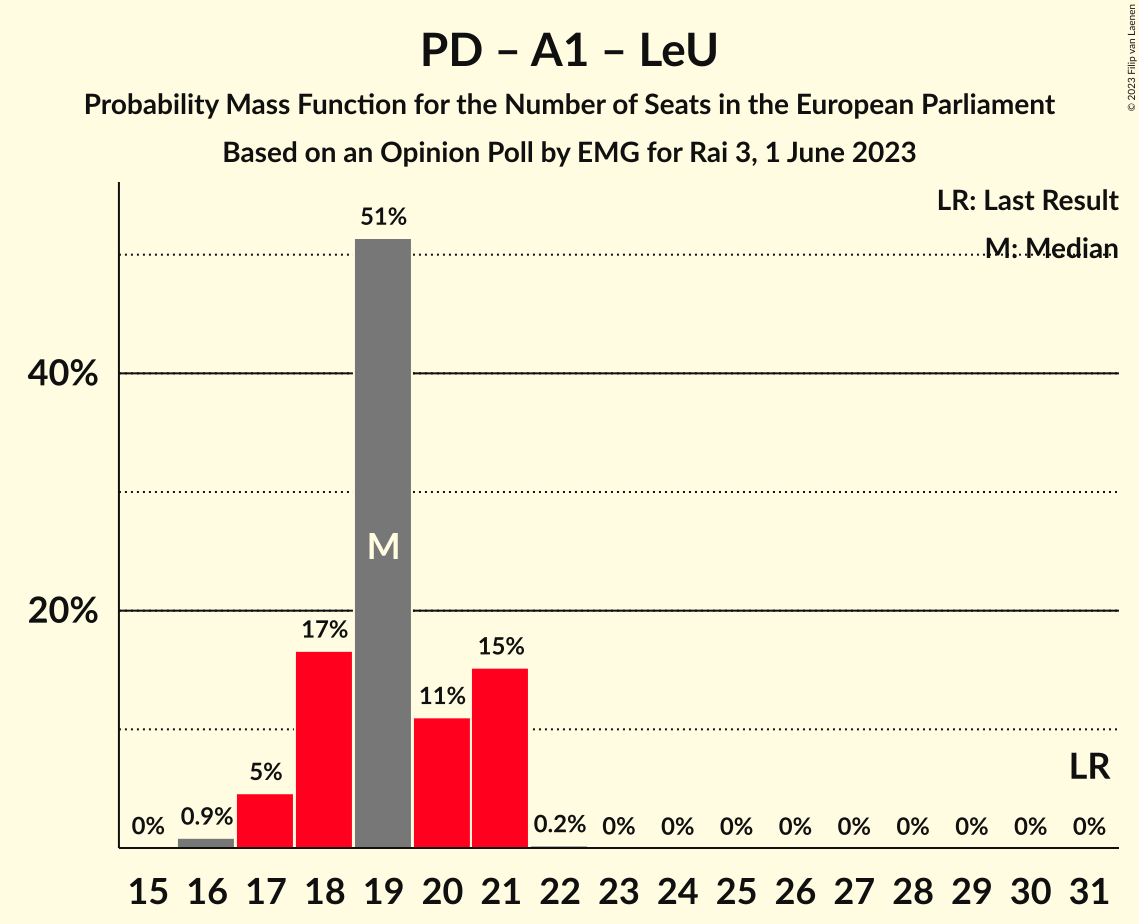 PD – A1 – LeU
Probability Mass Function for the Number of Seats in the European Parliament
Based on an Opinion Poll by EMG for Rai 3, 1 June 2023
© 2023 Filip van Laenen
LR: Last Result
M: Median
51%
40%
M
20%
17%
15%
11%
LR
5%
0%
0.9%
0.2%
0%
0%
0%
0%
0%
0%
0%
0%
0%
15 16 17 18 19 20 21 22 23 24 25 26 27 28 29 30 31